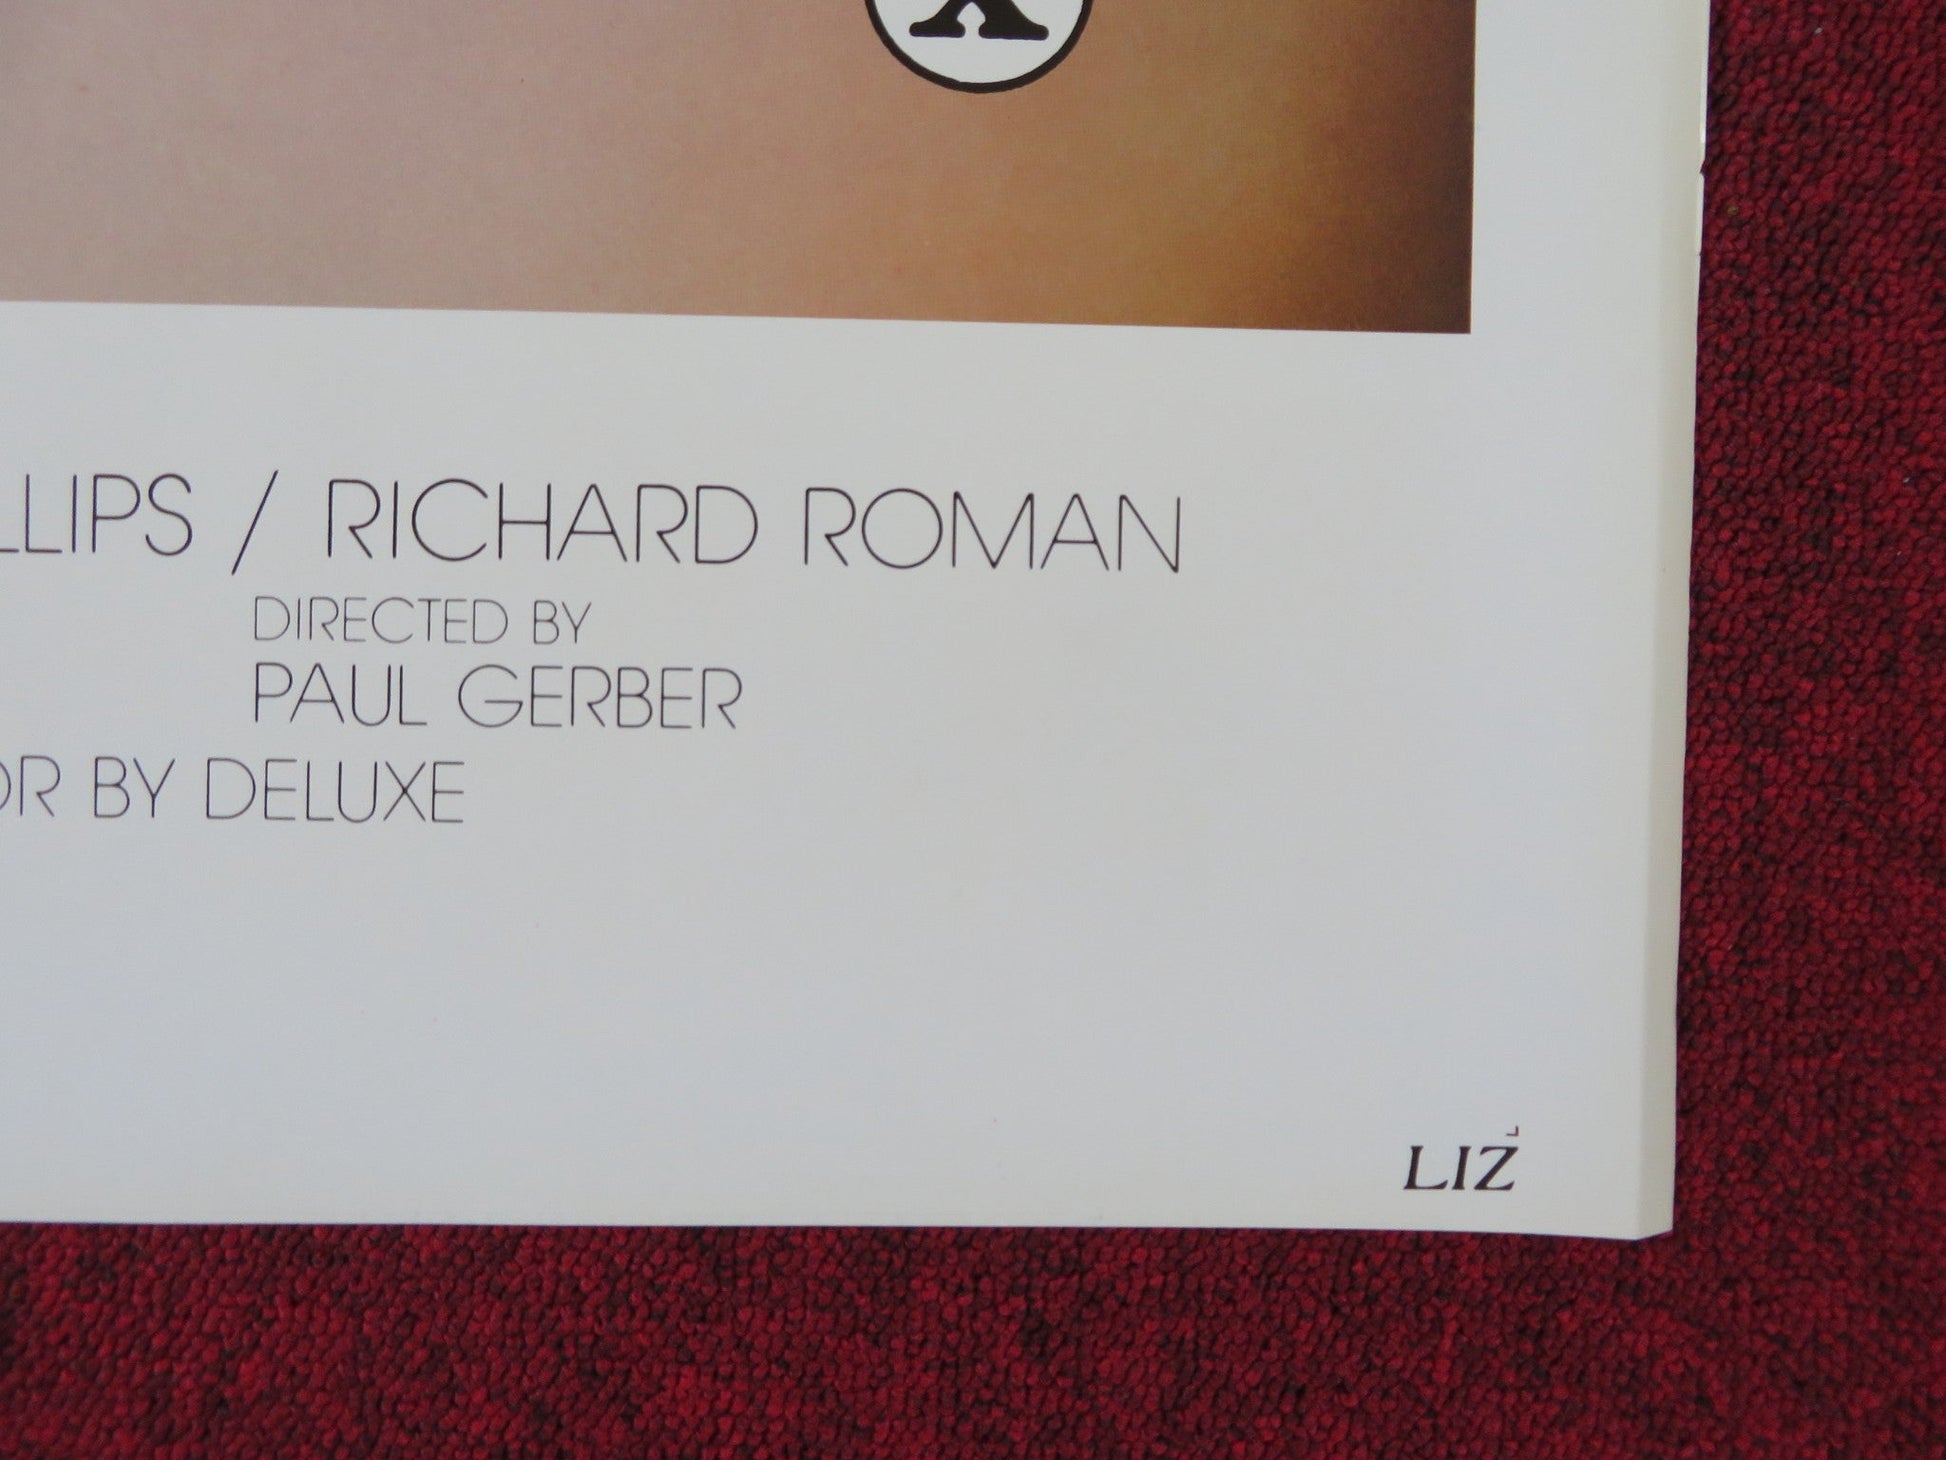 X
LLIPS / RICHARD ROMAN
DIRECTED BY
PAUL GERBER
OR BY DELUXE
LIZ